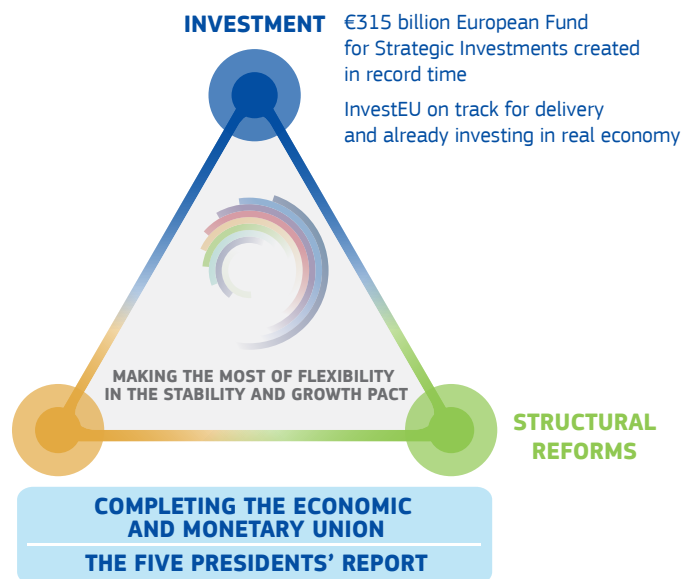 INVESTMENT
€315 billion European Fund
for Strategic Investments created
in record time
InvestEU on track for delivery
and already investing in real economy
MAKING THE MOST OF FLEXIBILITY
IN THE STABILITY AND GROWTH PACT
STRUCTURAL
REFORMS
COMPLETING THE ECONOMIC
AND MONETARY UNION
THE FIVE PRESIDENTS’ REPORT